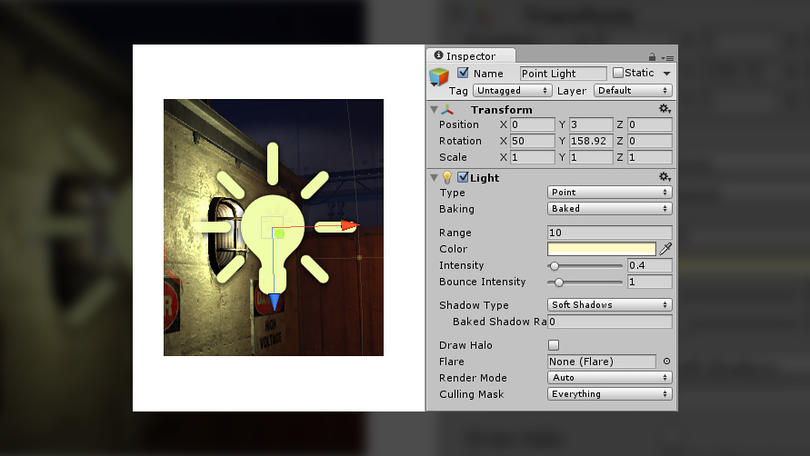 Inspector
Name Point Light Static
Tag Untagged Layer Default
Transform
Position X 0 Y 3 Z 0
Rotation X 50 Y 158.92 Z 0
Scale X 1 Y 1 Z 1
Light
Type Point
Baking Baked
Range 10
Color
Intensity 0.4
Bounce Intensity 1
Shadow Type Soft Shadows
Baked Shadow Ra 0
Draw Halo
Flare None (Flare)
Render Mode Auto
Culling Mask Everything
HIGH
VOLTAGE